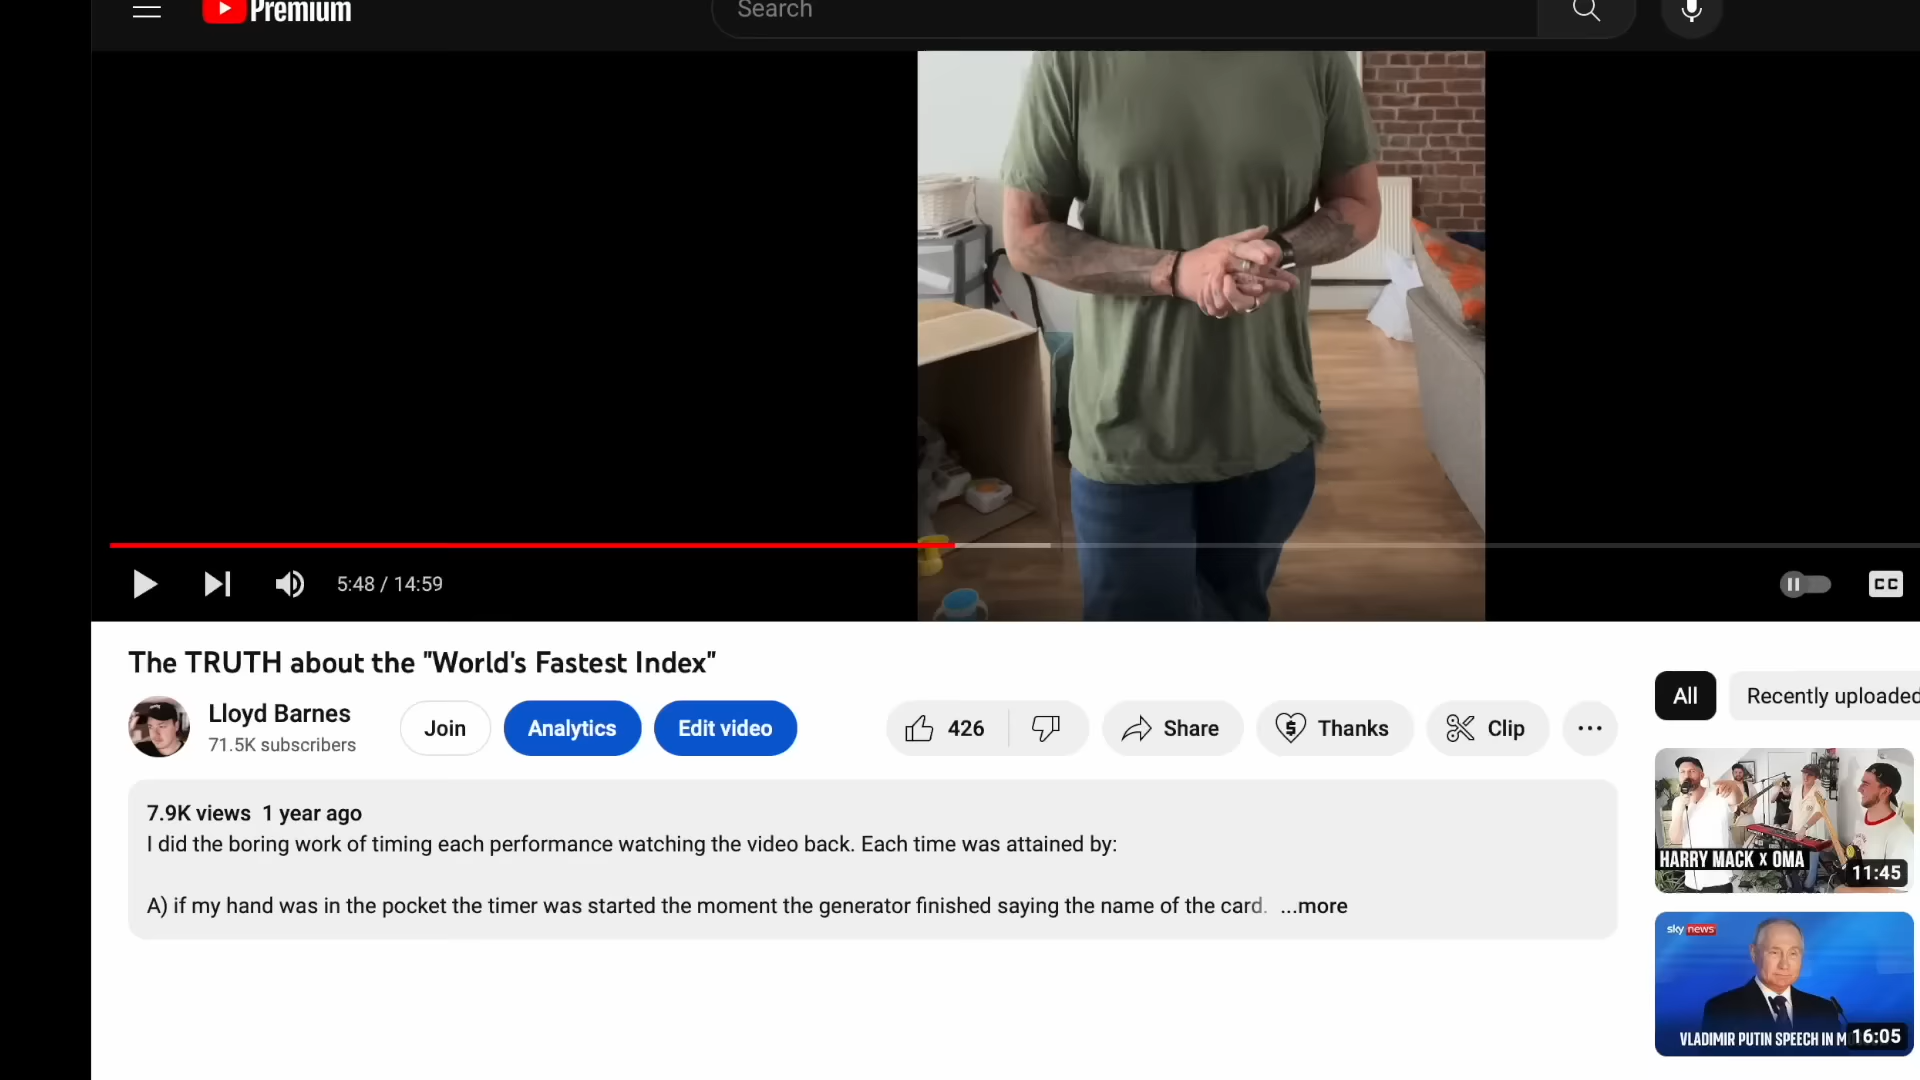 Premium
Search
5:48 / 14:59
CC
The TRUTH about the "World's Fastest Index"
Lloyd Barnes
71.5K subscribers
Join
Analytics
Edit video
426
Share
Thanks
Clip
7.9K views 1 year ago
I did the boring work of timing each performance watching the video back. Each time was attained by:
A) if my hand was in the pocket the timer was started the moment the generator finished saying the name of the card. ...more
All
Recently uploaded
HARRY MACK X OMA
11:45
sky news
VLADIMIR PUTIN SPEECH IN M
16:05